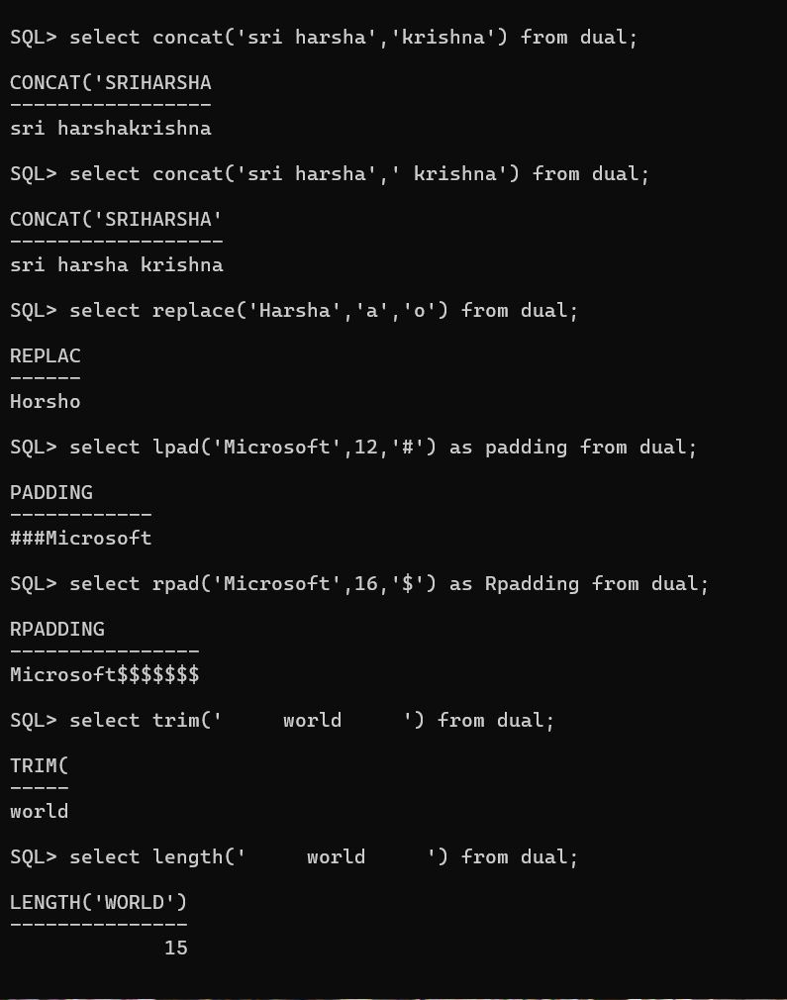 SQL> select concat('sri harsha','krishna') from dual;
CONCAT('SRIHARSHA
-----------------
sri harshakrishna
SQL> select concat('sri harsha',' krishna') from dual;
CONCAT('SRIHARSHA'
------------------
sri harsha krishna
SQL> select replace('Harsha','a','o') from dual;
REPLAC
------
Horsho
SQL> select lpad('Microsoft',12,'#') as padding from dual;
PADDING
------------
###Microsoft
SQL> select rpad('Microsoft',16,'$') as Rpadding from dual;
RPADDING
----------------
Microsoft$$$$$$$
SQL> select trim('     world     ') from dual;
TRIM(
-----
world
SQL> select length('     world     ') from dual;
LENGTH('WORLD')
---------------
             15